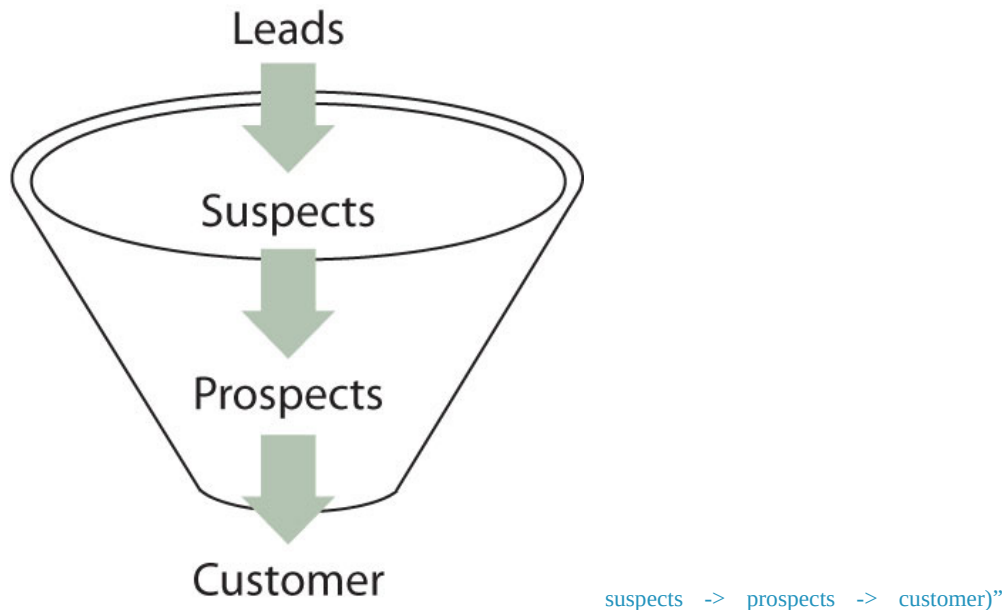 Leads
Suspects
Prospects
Customer
suspects -> prospects -> customer)”